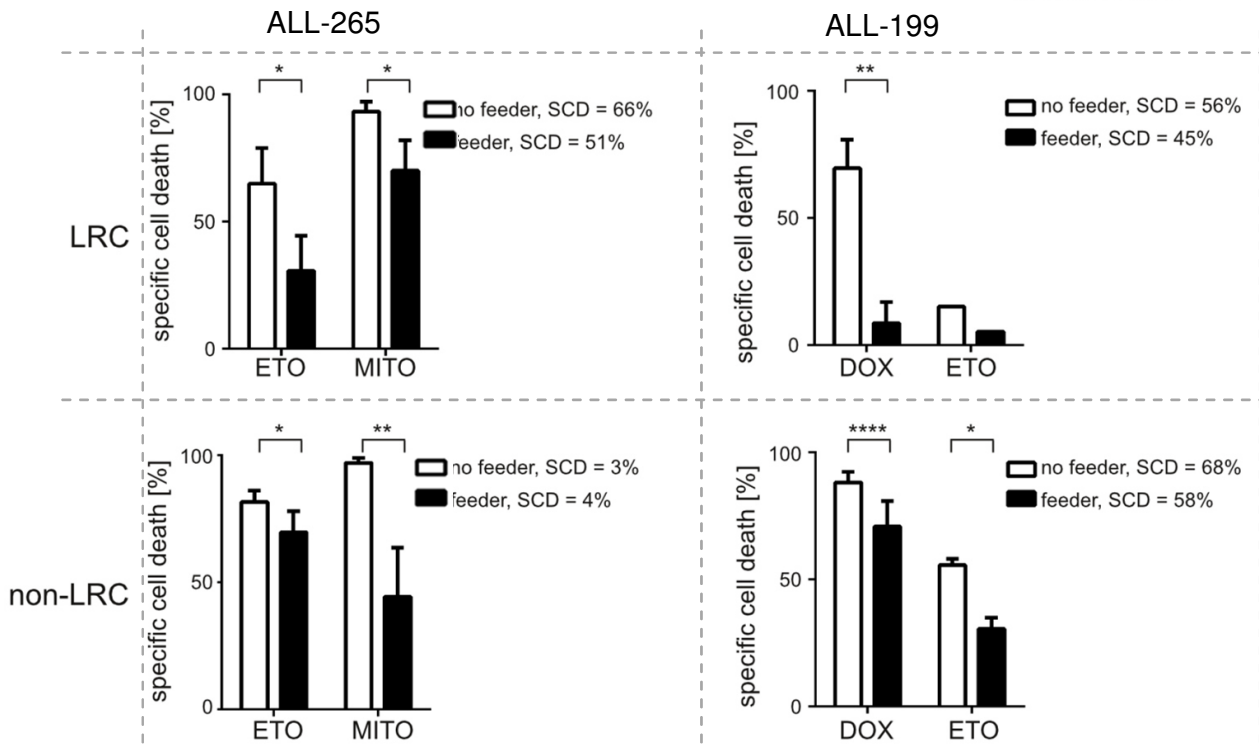 ALL-265
ALL-199
LRC
specific cell death [%]
100
50
0
*
*
no feeder, SCD = 66%
feeder, SCD = 51%
ETO
MITO
specific cell death [%]
100
50
0
**
no feeder, SCD = 56%
feeder, SCD = 45%
DOX
ETO
non-LRC
specific cell death [%]
100
50
0
*
**
no feeder, SCD = 3%
feeder, SCD = 4%
ETO
MITO
specific cell death [%]
100
50
0
****
*
no feeder, SCD = 68%
feeder, SCD = 58%
DOX
ETO